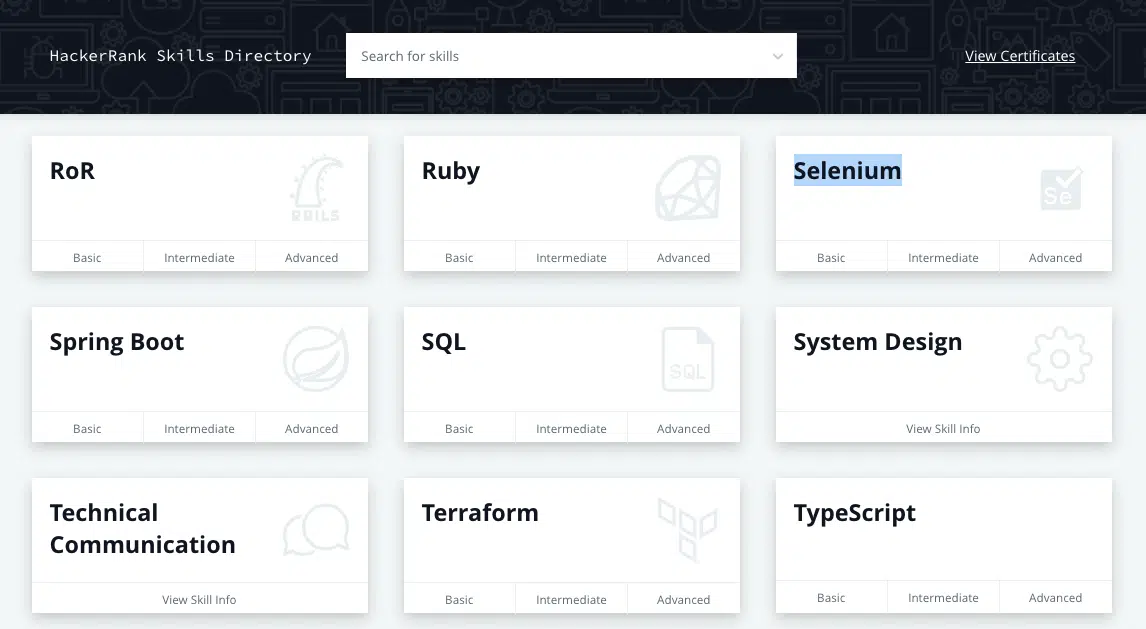 HackerRank Skills Directory
Search for skills
View Certificates
RoR
RAILS
Basic
Intermediate
Advanced
Ruby
Basic
Intermediate
Advanced
Selenium
Se
Basic
Intermediate
Advanced
Spring Boot
Basic
Intermediate
Advanced
SQL
SQL
Basic
Intermediate
Advanced
System Design
View Skill Info
Technical
Communication
View Skill Info
Terraform
Basic
Intermediate
Advanced
TypeScript
Basic
Intermediate
Advanced